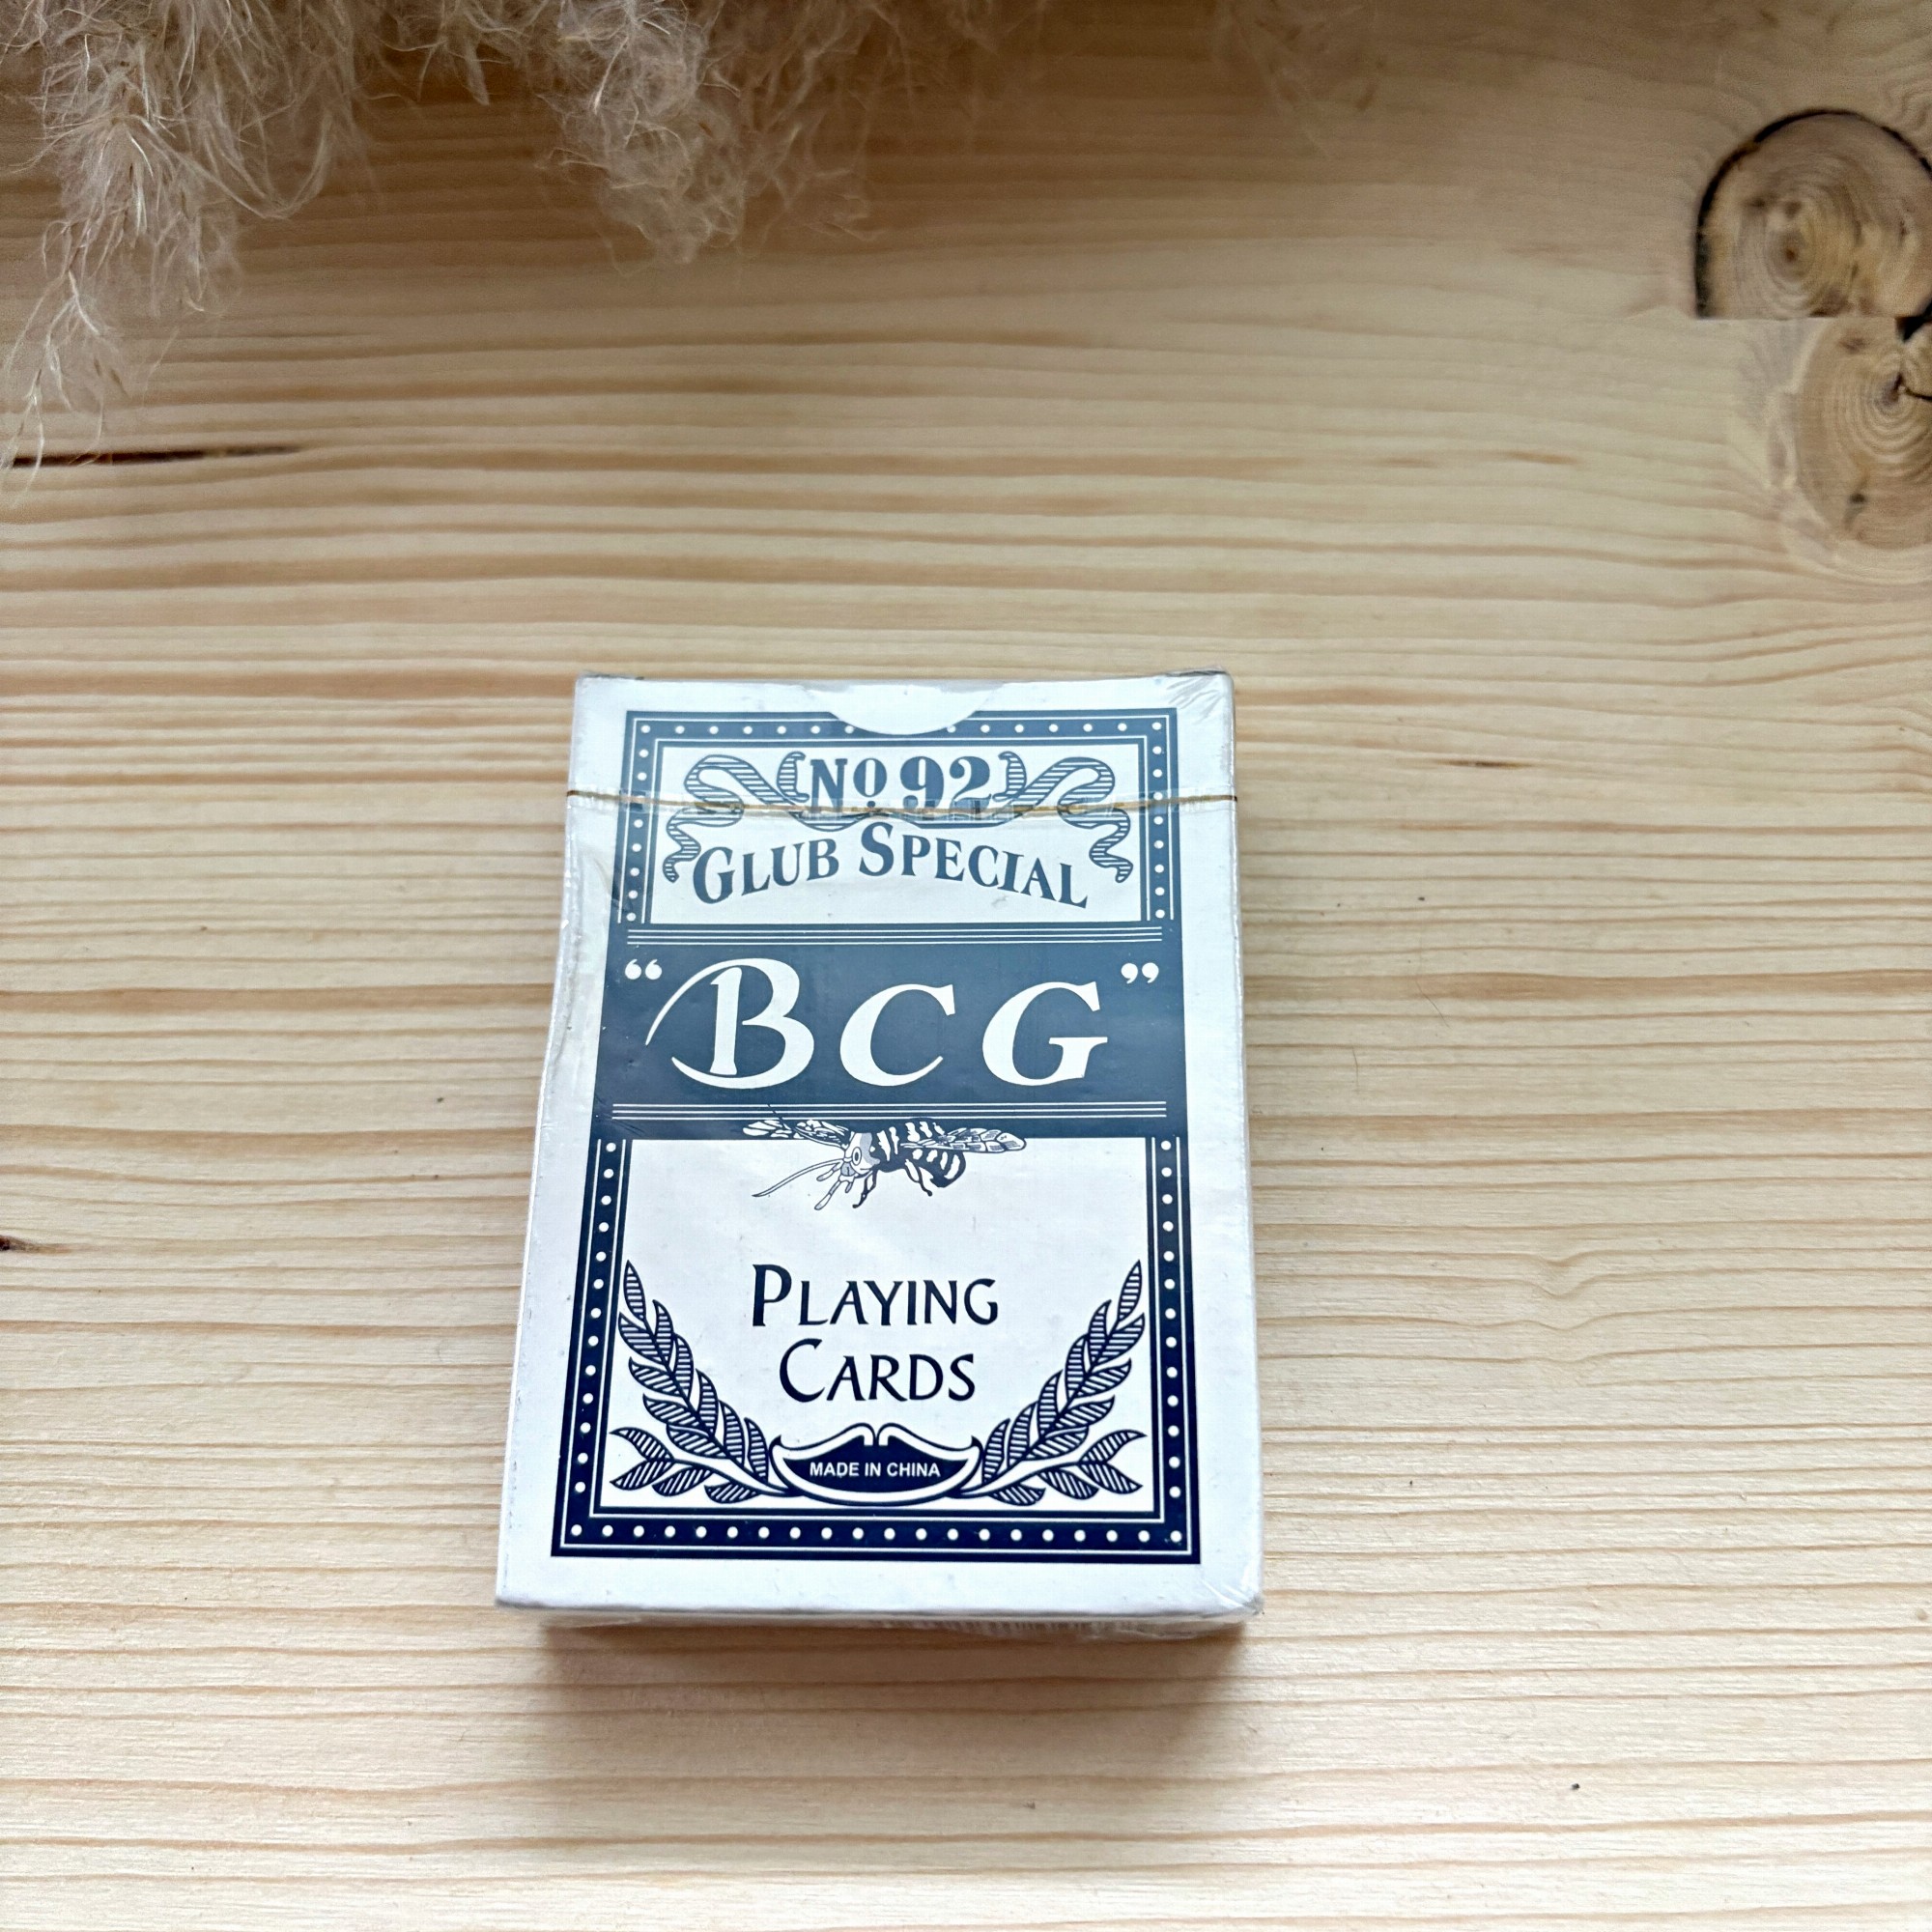 No 92
GLUB SPECIAL
“BCG”
PLAYING
CARDS
MADE IN CHINA